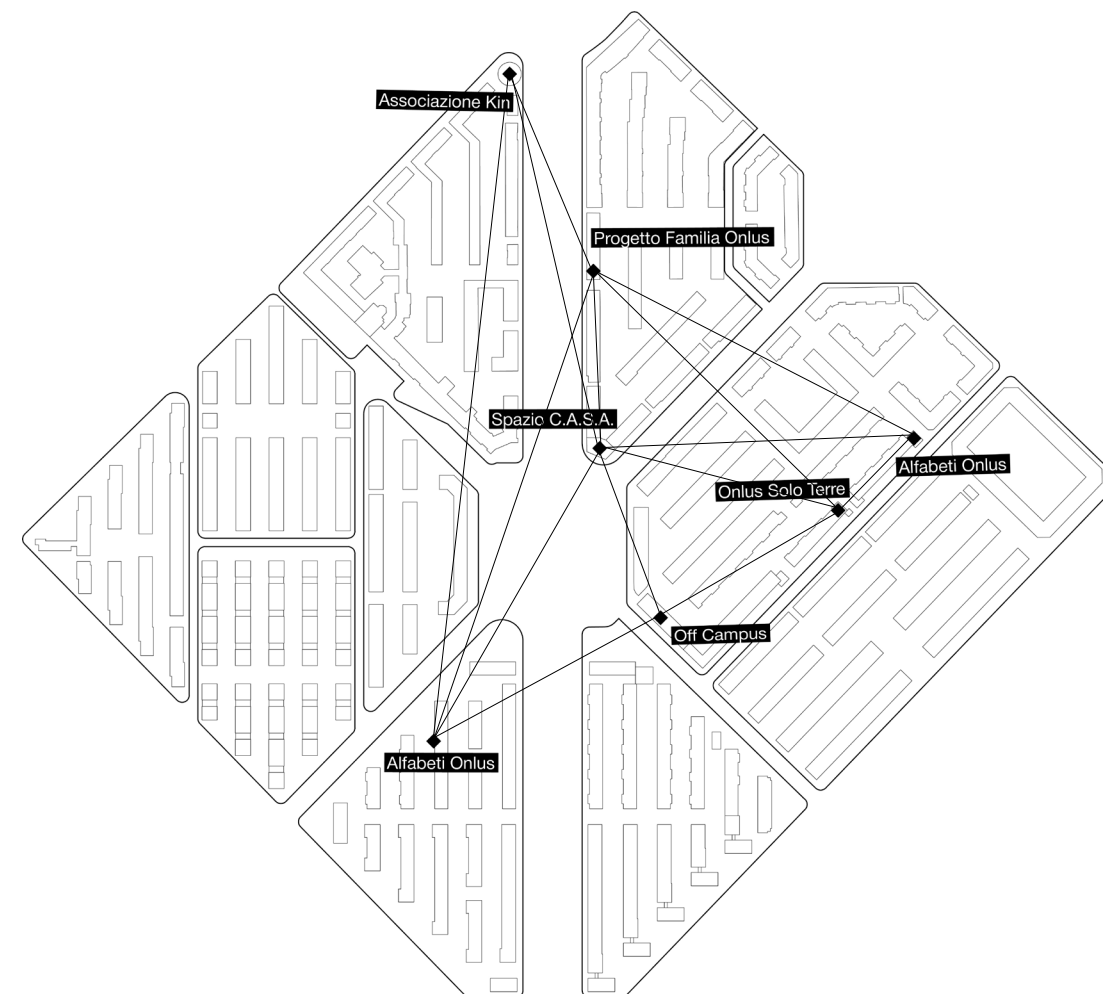 Associazione Kin
Progetto Familia Onlus
Spazio C.A.S.A.
Alfabeti Onlus
Onlus Solo Terre
Off Campus
Alfabeti Onlus